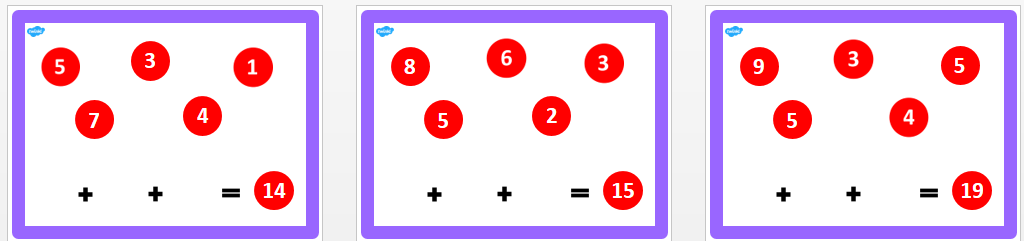 5 3 1
7 4
+ + = 14
8 6 3
5 2
+ + = 15
9 3 5
5 4
+ + = 19